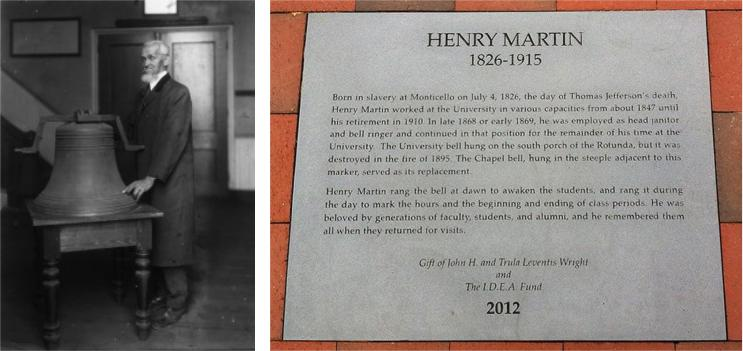 HENRY MARTIN
1826-1915
Born in slavery at Monticello on July 4, 1826, the day of Thomas Jefferson's death,
Henry Martin worked at the University in various capacities from about 1847 until
his retirement in 1910. In late 1868 or early 1869, he was employed as head janitor
and bell ringer and continued in that position for the remainder of his time at the
University. The University bell hung on the south porch of the Rotunda, but it was
destroyed in the fire of 1895. The Chapel bell, hung in the steeple adjacent to this
marker, served as its replacement.
Henry Martin rang the bell at dawn to awaken the students, and rang it during
the day to mark the hours and the beginning and ending of class periods. He was
beloved by generations of faculty, students, and alumni, and he remembered them
all when they returned for visits.
Gift of John H. and Trula Leventis Wright
and
The I.D.E.A. Fund
2012